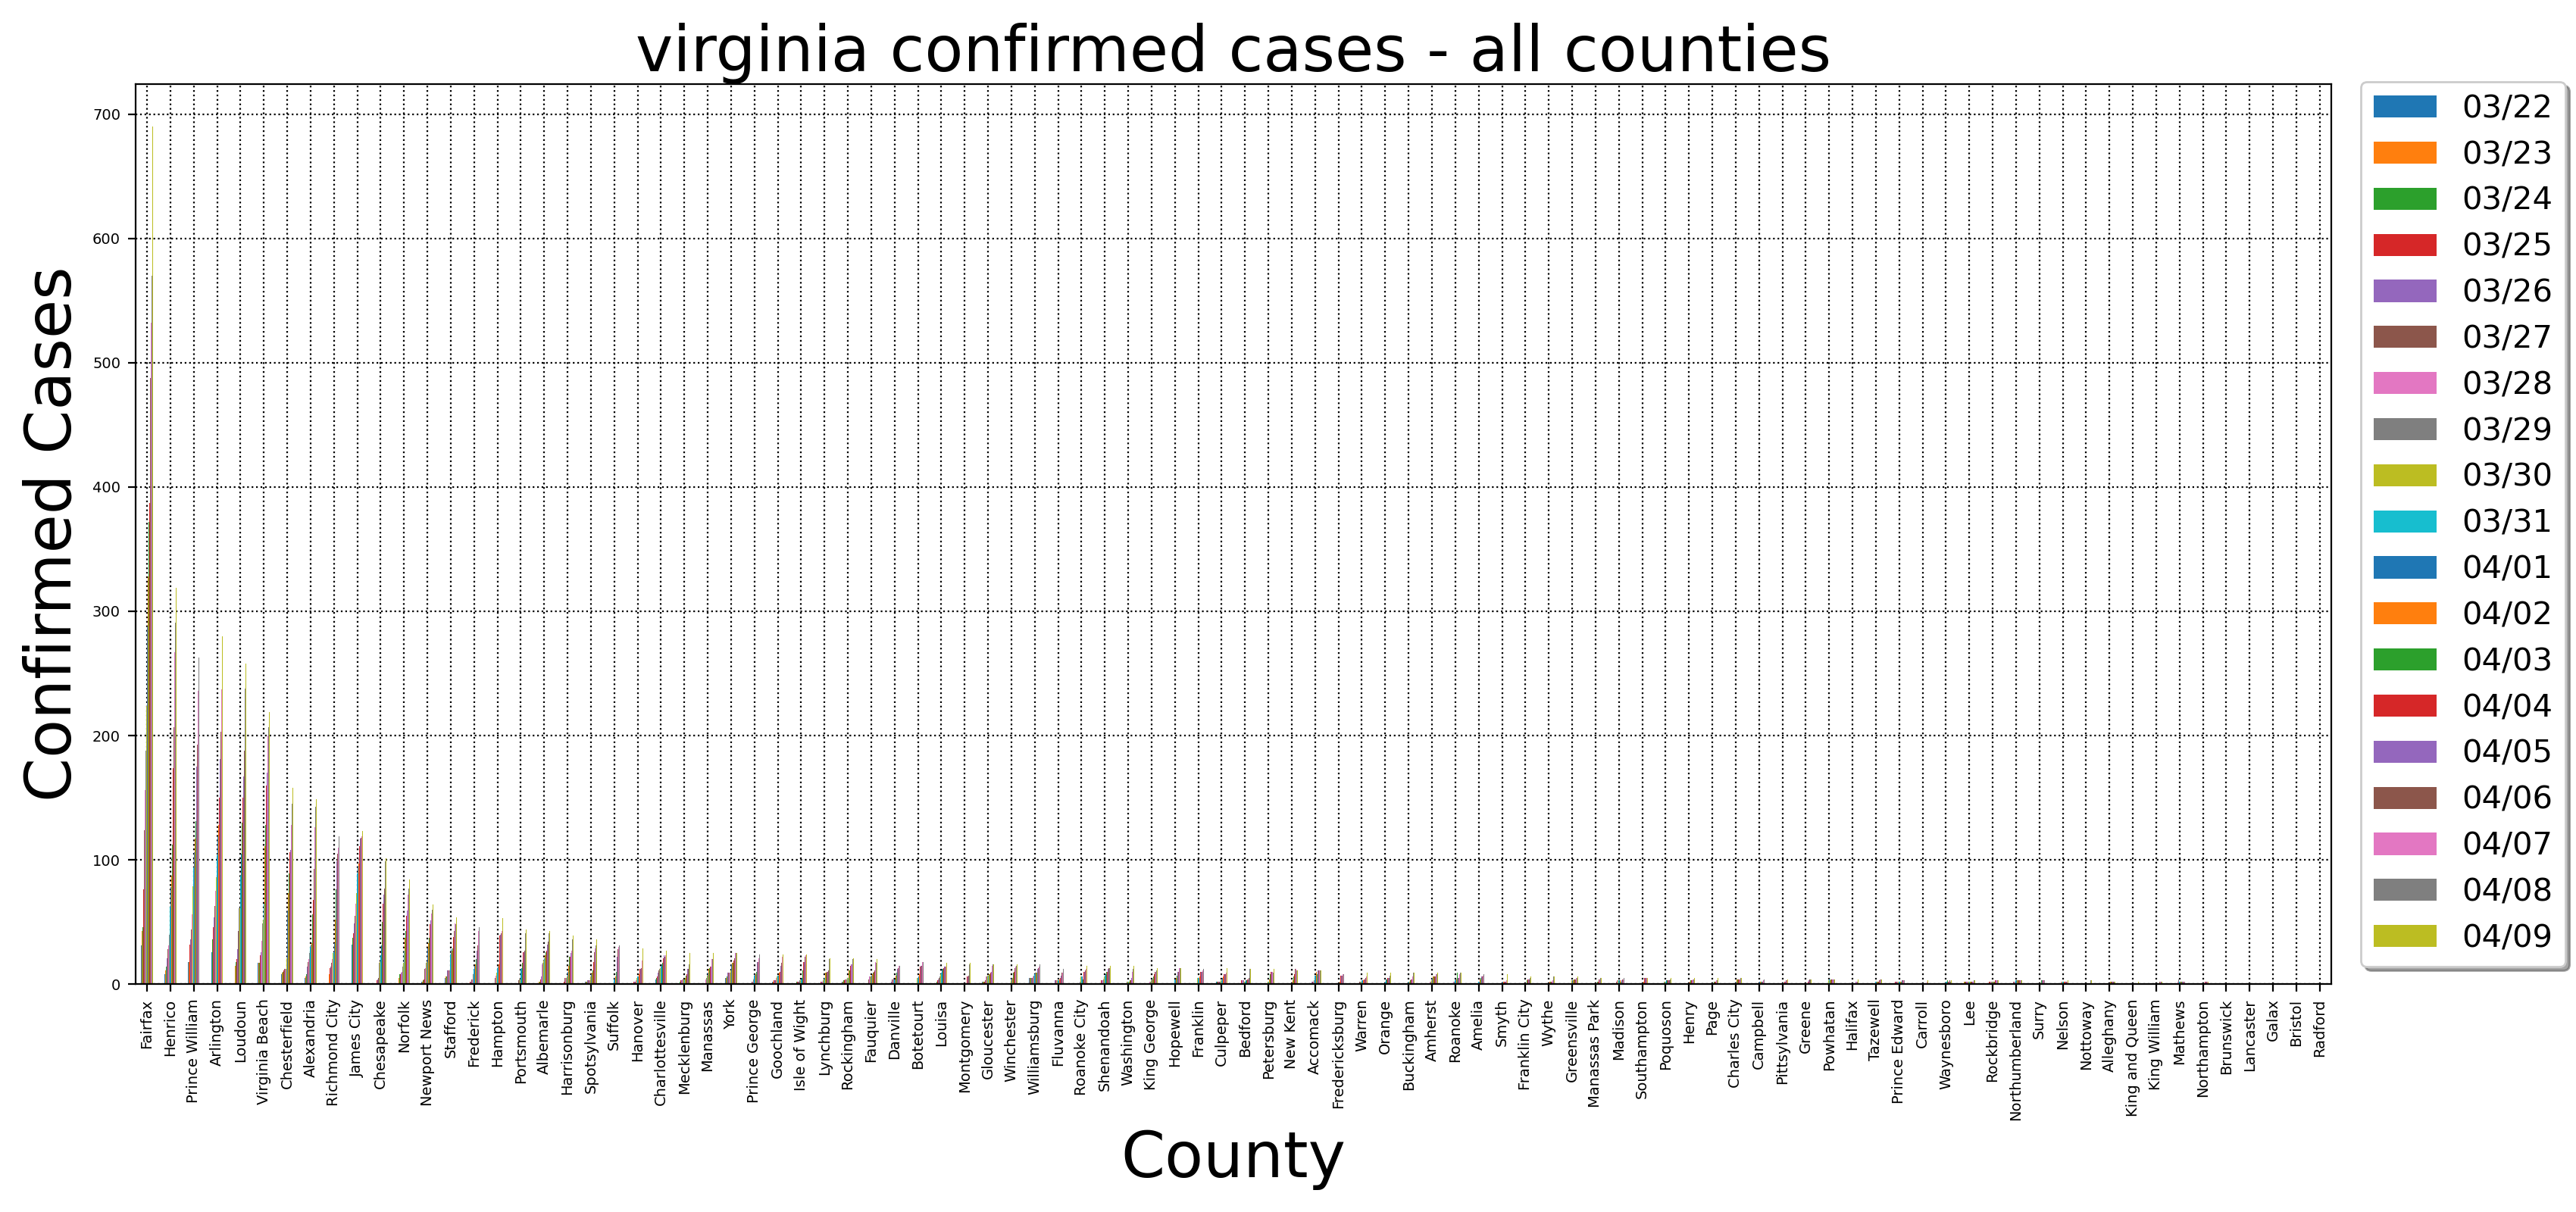 virginia confirmed cases - all counties
700
600
500
400
300
200
100
0
Confirmed Cases
Fairfax
Henrico
Prince William
Arlington
Loudoun
Virginia Beach
Chesterfield
Alexandria
Richmond City
James City
Chesapeake
Norfolk
Newport News
Stafford
Frederick
Hampton
Portsmouth
Albemarle
Harrisonburg
Spotsylvania
Suffolk
Hanover
Charlottesville
Mecklenburg
Manassas
York
Prince George
Goochland
Isle of Wight
Lynchburg
Rockingham
Fauquier
Danville
Botetourt
Louisa
Montgomery
Gloucester
Winchester
Williamsburg
Fluvanna
Roanoke City
Shenandoah
Washington
King George
Hopewell
Franklin
Culpeper
Bedford
Petersburg
New Kent
Accomack
Fredericksburg
Warren
Orange
Buckingham
Amherst
Roanoke
Amelia
Smyth
Franklin City
Wythe
Greensville
Manassas Park
Madison
Southampton
Poquoson
Henry
Page
Charles City
Campbell
Pittsylvania
Greene
Powhatan
Halifax
Tazewell
Prince Edward
Carroll
Waynesboro
Lee
Rockbridge
Northumberland
Surry
Nelson
Nottoway
Alleghany
King and Queen
King William
Mathews
Northampton
Brunswick
Lancaster
Galax
Bristol
Radford
County
03/22
03/23
03/24
03/25
03/26
03/27
03/28
03/29
03/30
03/31
04/01
04/02
04/03
04/04
04/05
04/06
04/07
04/08
04/09